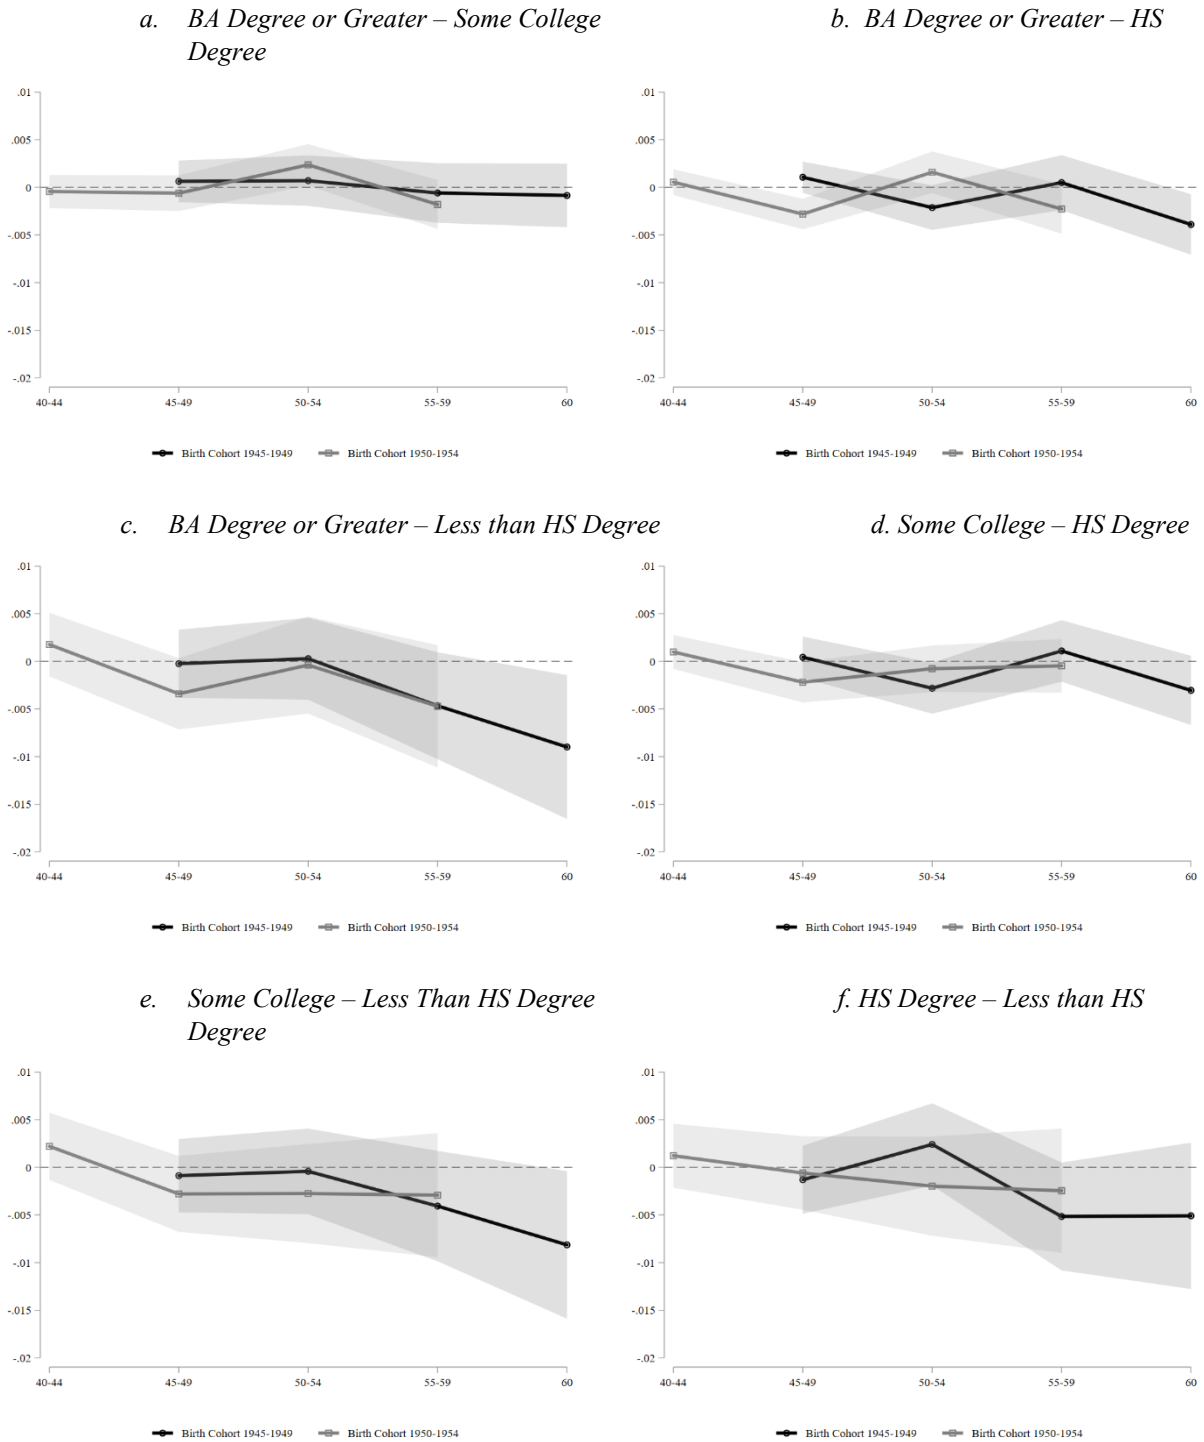 a. BA Degree or Greater – Some College
Degree
b. BA Degree or Greater – HS
.01
.005
0
-.005
-.01
-.015
-.02
40-44 45-49 50-54 55-59 60
Birth Cohort 1945-1949 Birth Cohort 1950-1954
.01
.005
0
-.005
-.01
-.015
-.02
40-44 45-49 50-54 55-59 60
Birth Cohort 1945-1949 Birth Cohort 1950-1954
c. BA Degree or Greater – Less than HS Degree
d. Some College – HS Degree
.01
.005
0
-.005
-.01
-.015
-.02
40-44 45-49 50-54 55-59 60
Birth Cohort 1945-1949 Birth Cohort 1950-1954
.01
.005
0
-.005
-.01
-.015
-.02
40-44 45-49 50-54 55-59 60
Birth Cohort 1945-1949 Birth Cohort 1950-1954
e. Some College – Less Than HS Degree
Degree
f. HS Degree – Less than HS
.01
.005
0
-.005
-.01
-.015
-.02
40-44 45-49 50-54 55-59 60
Birth Cohort 1945-1949 Birth Cohort 1950-1954
.01
.005
0
-.005
-.01
-.015
-.02
40-44 45-49 50-54 55-59 60
Birth Cohort 1945-1949 Birth Cohort 1950-1954